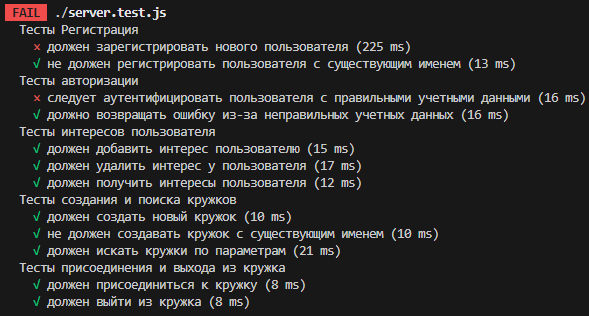 FAIL ./server.test.js
Тесты Регистрация
× должен зарегистрировать нового пользователя (225 ms)
√ не должен регистрировать пользователя с существующим именем (13 ms)
Тесты авторизации
× следует аутентифицировать пользователя с правильными учетными данными (16 ms)
√ должно возвращать ошибку из-за неправильных учетных данных (16 ms)
Тесты интересов пользователя
√ должен добавить интерес пользователю (15 ms)
√ должен удалить интерес у пользователя (17 ms)
√ должен получить интересы пользователя (12 ms)
Тесты создания и поиска кружков
√ должен создать новый кружок (10 ms)
√ не должен создавать кружок с существующим именем (10 ms)
√ должен искать кружки по параметрам (21 ms)
Тесты присоединения и выхода из кружка
√ должен присоединиться к кружку (8 ms)
√ должен выйти из кружка (8 ms)